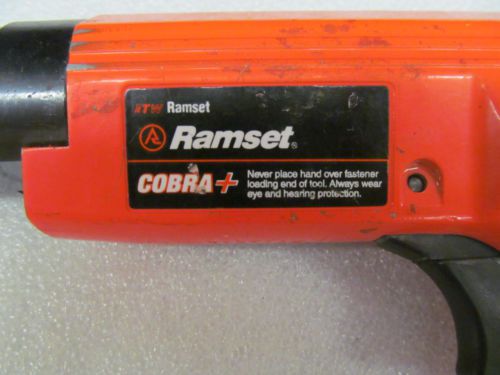 ITW Ramset
Ramset®
COBRA+
Never place hand over fastener
loading end of tool. Always wear
eye and hearing protection.